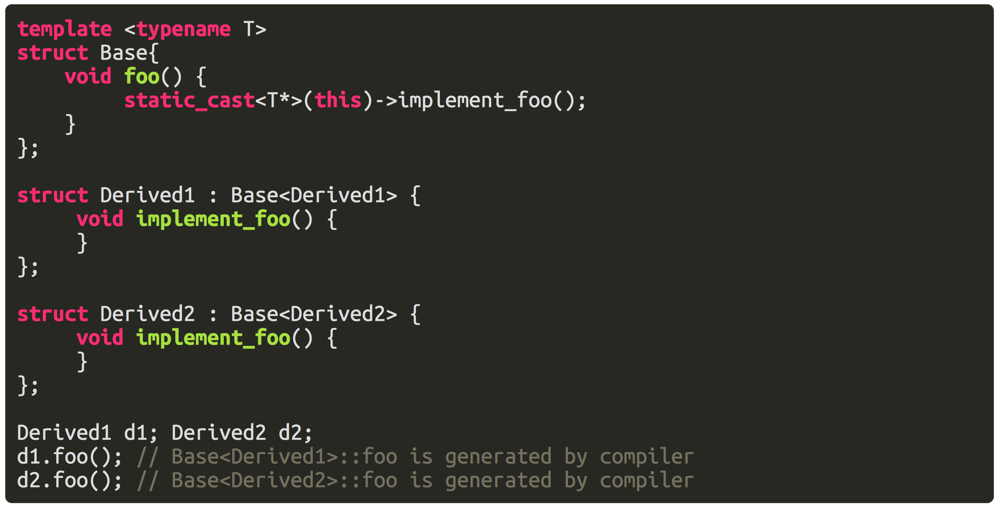 template <typename T>
struct Base{
    void foo() {
         static_cast<T*>(this)->implement_foo();
    }
};
struct Derived1 : Base<Derived1> {
     void implement_foo() {
     }
};
struct Derived2 : Base<Derived2> {
     void implement_foo() {
     }
};
Derived1 d1; Derived2 d2;
d1.foo(); // Base<Derived1>::foo is generated by compiler
d2.foo(); // Base<Derived2>::foo is generated by compiler